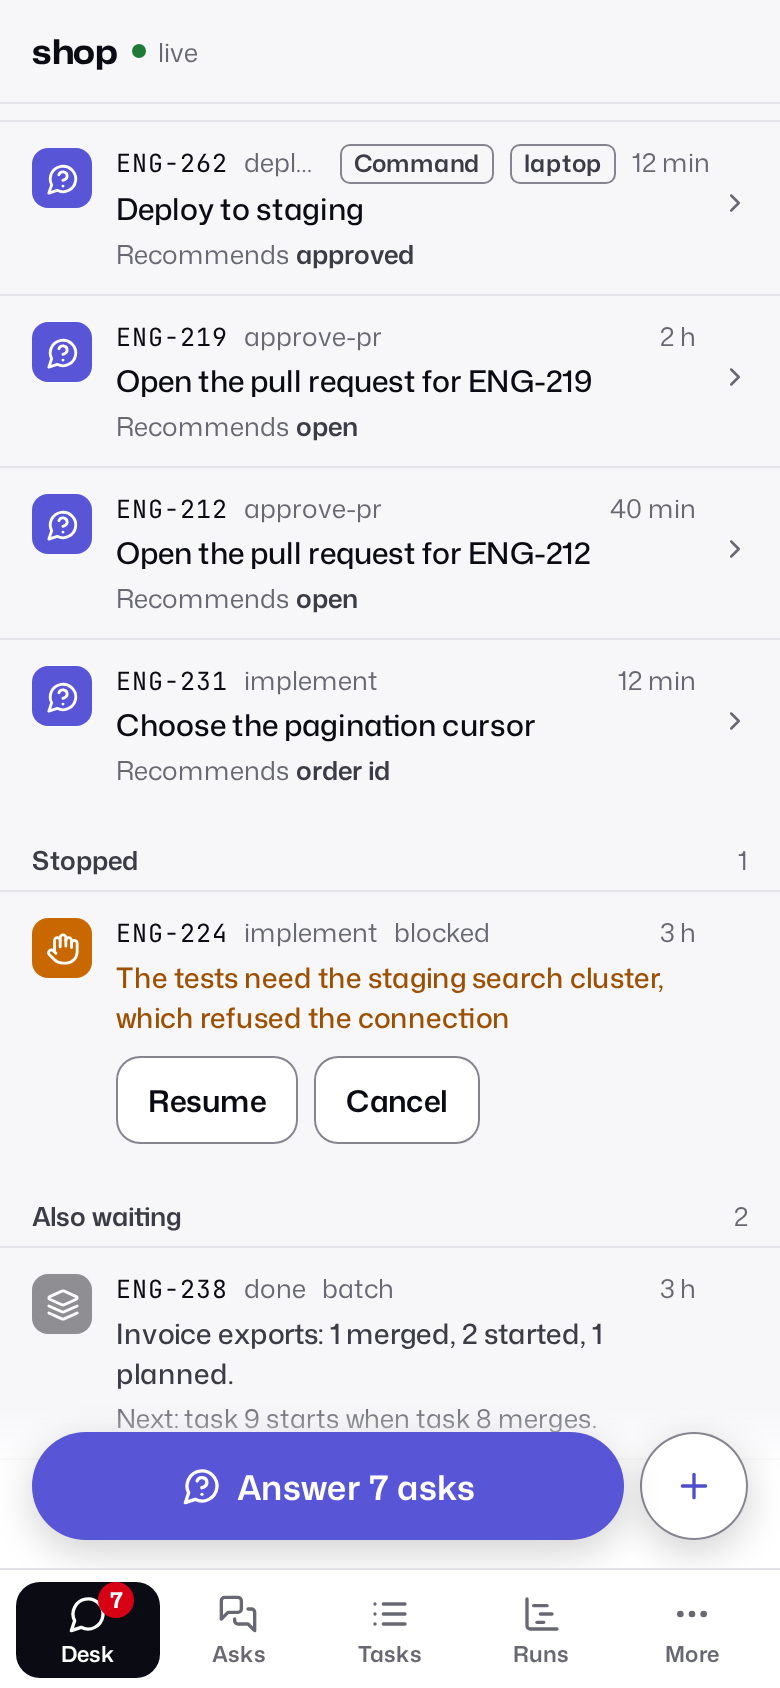 shop live
ENG-262 depl... Command laptop 12 min
Deploy to staging
Recommends approved
ENG-219 approve-pr 2 h
Open the pull request for ENG-219
Recommends open
ENG-212 approve-pr 40 min
Open the pull request for ENG-212
Recommends open
ENG-231 implement 12 min
Choose the pagination cursor
Recommends order id
Stopped 1
ENG-224 implement blocked 3 h
The tests need the staging search cluster,
which refused the connection
Resume Cancel
Also waiting 2
ENG-238 done batch 3 h
Invoice exports: 1 merged, 2 started, 1
planned.
Next: task 9 starts when task 8 merges.
Answer 7 asks
7
Desk Asks Tasks Runs More